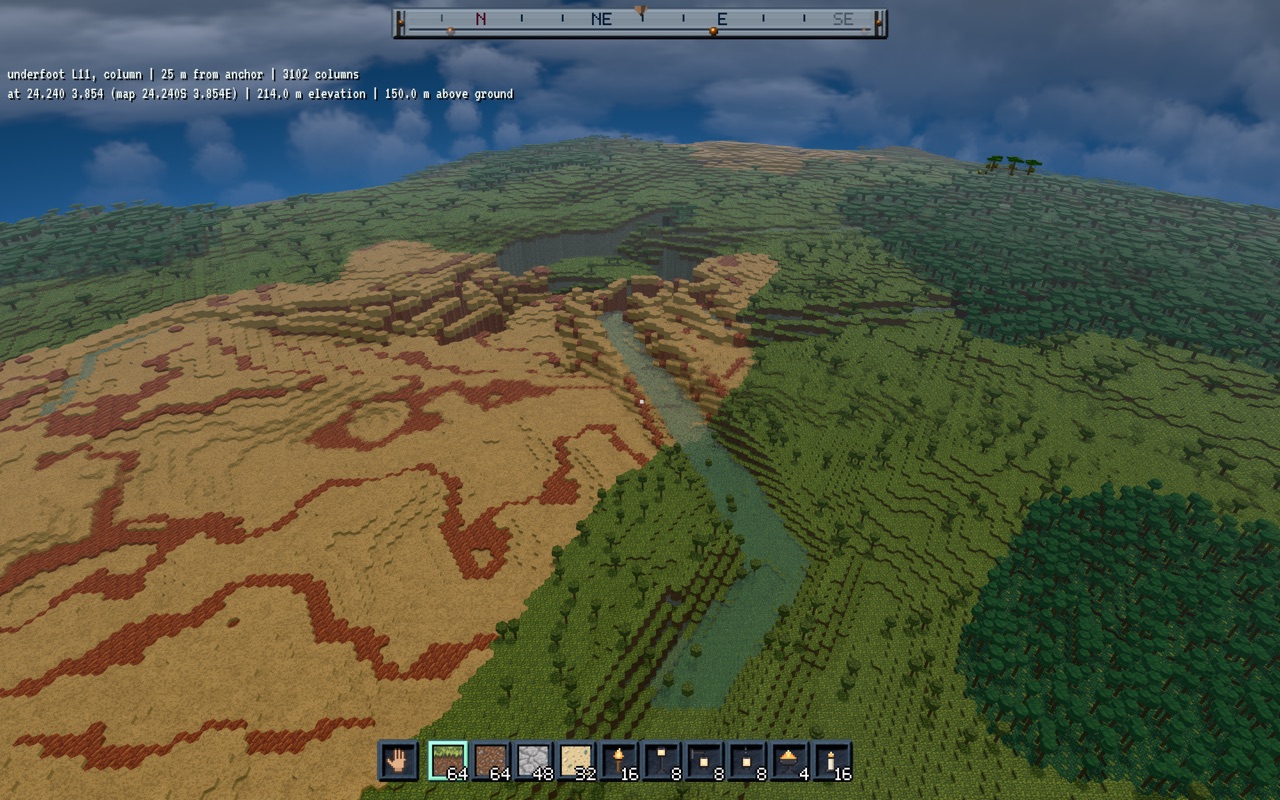 N NE E SE
underfoot L11, column | 25 m from anchor | 3102 columns
at 24.240 3.854 (map 24.240S 3.854E) | 214.0 m elevation | 150.0 m above ground
64 64 48 32 16 8 8 8 4 16